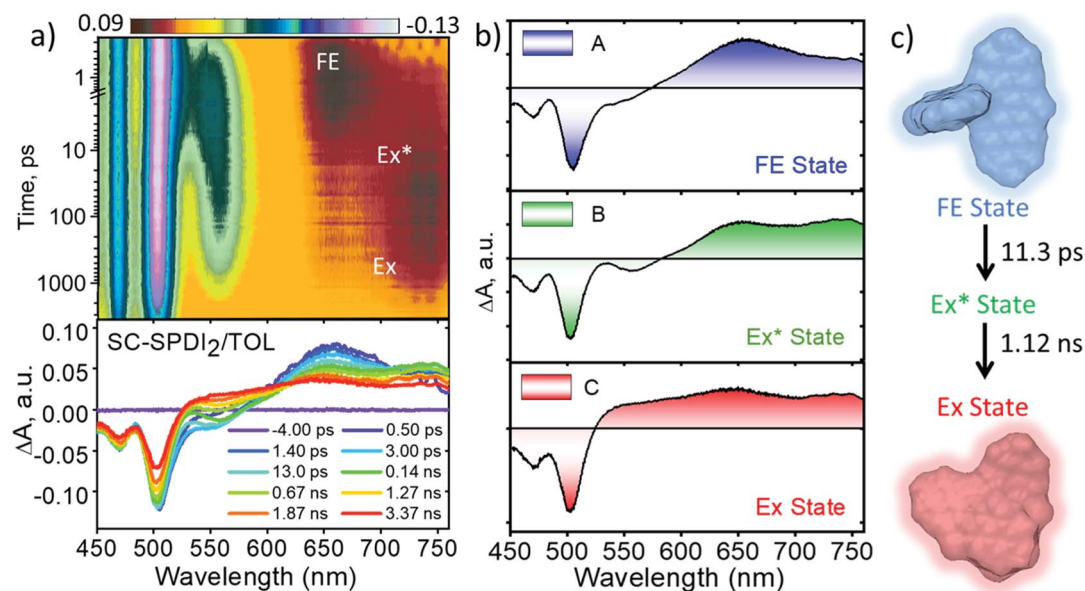 a)
0.09
-0.13
FE
Ex*
Ex
Time, ps
1
10
100
1000
SC-SPDI2/TOL
ΔA, a.u.
0.10
0.05
0.00
-0.05
-0.10
-4.00 ps 0.50 ps
1.40 ps 3.00 ps
13.0 ps 0.14 ns
0.67 ns 1.27 ns
1.87 ns 3.37 ns
450 500 550 600 650 700 750
Wavelength (nm)
b)
A
FE State
B
Ex* State
C
Ex State
ΔA, a.u.
ΔA, a.u.
ΔA, a.u.
450 500 550 600 650 700 750
Wavelength (nm)
c)
FE State
11.3 ps
Ex* State
1.12 ns
Ex State